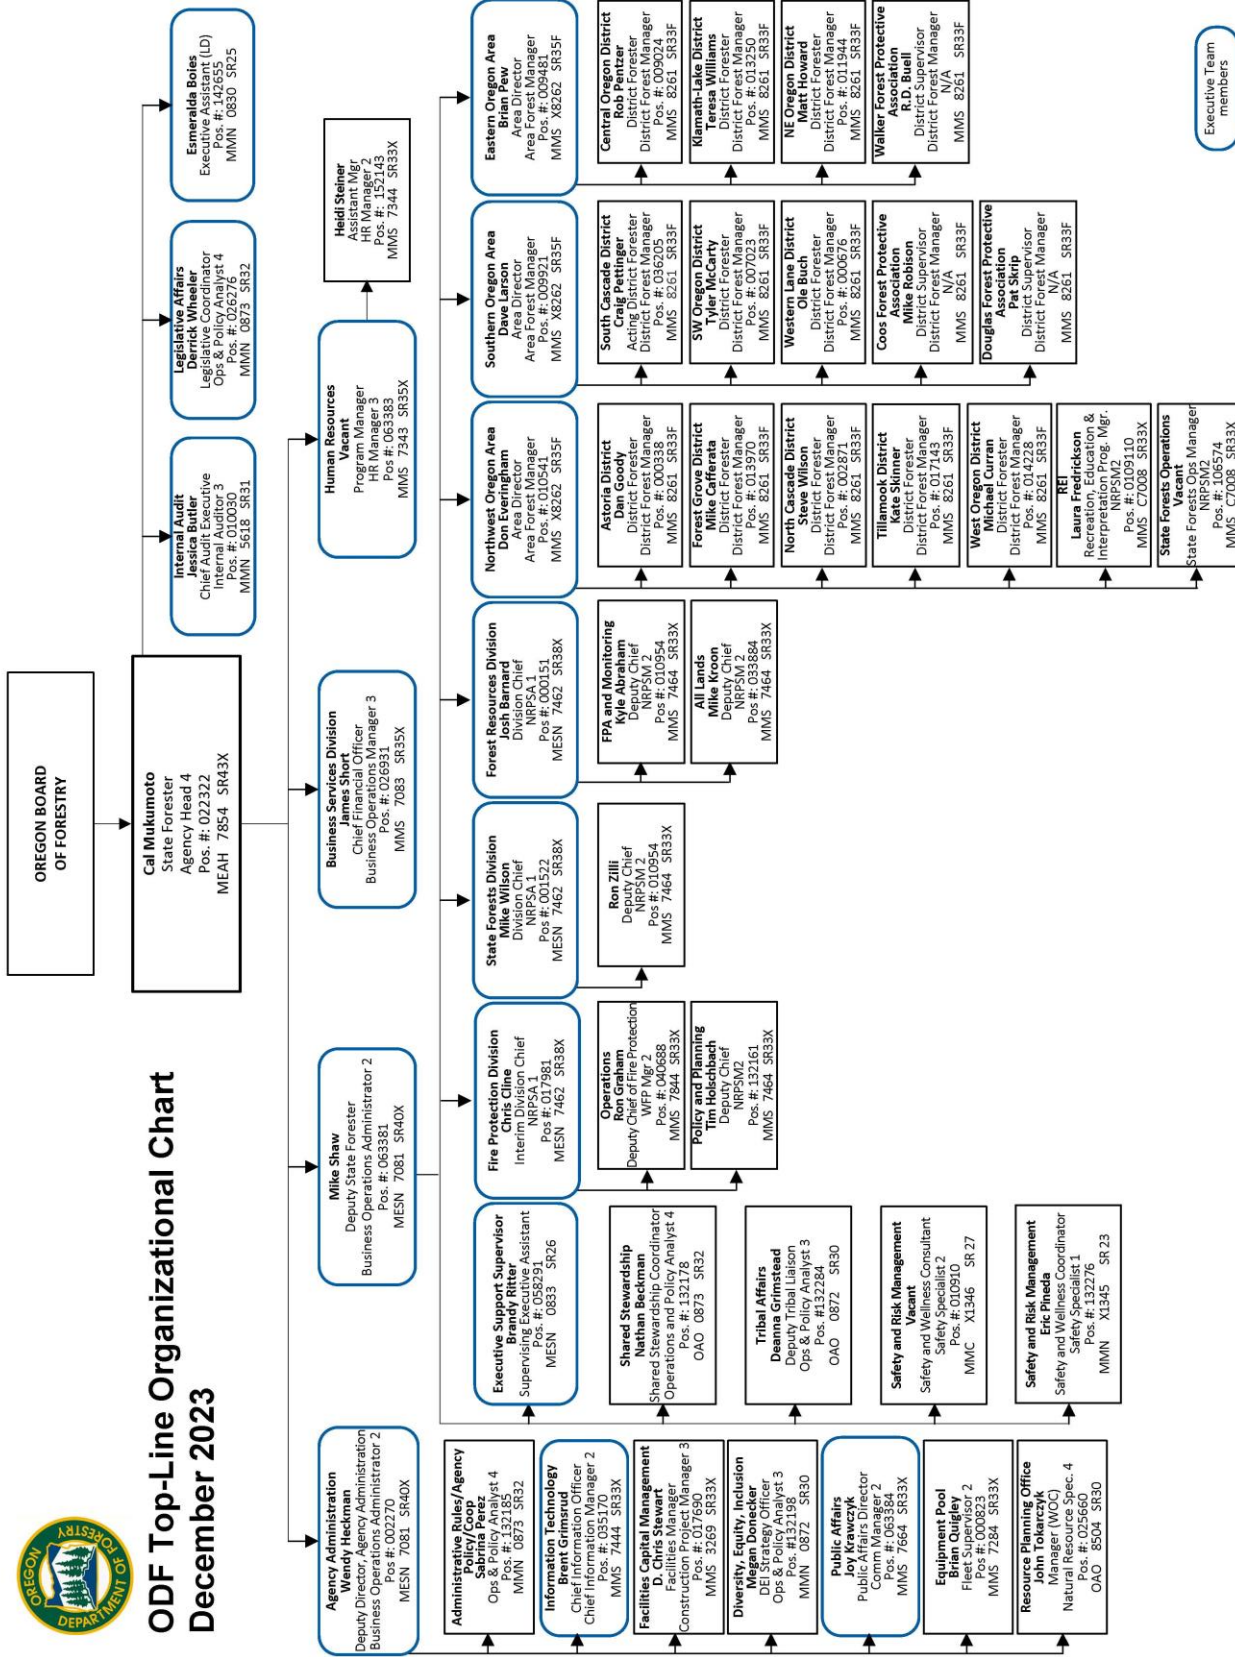 OREGON
DEPARTMENT OF FORESTRY
ODF Top-Line Organizational Chart
December 2023
OREGON BOARD
OF FORESTRY
Cal Mukumoto
State Forester
Agency Head 4
Pos. #: 022322
MEAH 7854 SR43X
Internal Audit
Jessica Butler
Chief Audit Executive
Internal Auditor 3
Pos. #: 010030
MMN 5618 SR31
Legislative Affairs
Derrick Wheeler
Legislative Coordinator
Ops & Policy Analyst 4
Pos. #: 026276
MMN 0873 SR32
Esmeralda Boies
Executive Assistant (LD)
Pos. #: 142655
MMN 0830 SR25
Agency Administration
Wendy Heckman
Deputy Director, Agency Administration
Business Operations Administrator 2
Pos #:002270
MESN 7081 SR40X
Mike Shaw
Deputy State Forester
Business Operations Administrator 2
Pos. #: 063381
MESN 7081 SR40X
Business Services Division
James Short
Chief Financial Officer
Business Operations Manager 3
Pos. #: 026931
MMS 7083 SR35X
Human Resources
Vacant
Program Manager
HR Manager 3
Pos #: 063383
MMS 7343 SR35X
Heidi Steiner
Assistant Mgr
HR Manager 2
Pos. #: 152143
MMS 7344 SR33X
Administrative Rules/Agency
Policy/Coop
Sabrina Perez
Ops & Policy Analyst 4
Pos. #: 132185
MMN 0873 SR32
Information Technology
Brent Grimsrud
Chief Information Officer
Chief Information Manager 2
Pos. #: 035170
MMS 7444 SR33X
Facilities Capital Management
D. Chris Stewart
Facilities Manager
Construction Project Manager 3
Pos. #: 017690
MMS 3269 SR33X
Diversity, Equity, Inclusion
Megan Donecker
DEI Strategy Officer
Ops & Policy Analyst 3
Pos. #132198
MMN 0872 SR30
Public Affairs
Joy Krawczyk
Public Affairs Director
Comm Manager 2
Pos. #: 063384
MMS 7664 SR33X
Equipment Pool
Brian Quigley
Fleet Supervisor 2
Pos #:000823
MMS 7284 SR33X
Resource Planning Office
John Tokarczyk
Manager (WOC)
Natural Resource Spec. 4
Pos. #: 025660
OAO 8504 SR30
Executive Support Supervisor
Brandy Ritter
Supervising Executive Assistant
Pos. #: 058291
MESN 0833 SR26
Shared Stewardship
Nathan Beckman
Shared Stewardship Coordinator
Operations and Policy Analyst 4
Pos. #: 132178
OAO 0873 SR32
Tribal Affairs
Deanna Grimstead
Deputy Tribal Liaison
Ops & Policy Analyst 3
Pos. #132284
OAO 0872 SR30
Safety and Risk Management
Vacant
Safety and Wellness Consultant
Safety Specialist 2
Pos. #: 010910
MMC X1346 SR 27
Safety and Risk Management
Eric Pineda
Safety and Wellness Coordinator
Safety Specialist 1
Pos. #: 132276
MMN X1345 SR 23
Fire Protection Division
Chris Cline
Interim Division Chief
NRPSA 1
Pos #: 017981
MESN 7462 SR38X
Operations
Ron Graham
Deputy Chief of Fire Protection
WFP Mgr 2
Pos. #: 040688
MMS 7844 SR33X
Policy and Planning
Tim Holschbach
Deputy Chief
NRPSM2
Pos. #: 132161
MMS 7464 SR33X
State Forests Division
Mike Wilson
Division Chief
NRPSA 1
Pos #: 001522
MESN 7462 SR38X
Ron Zilli
Deputy Chief
NRPSM 2
Pos #: 010954
MMS 7464 SR33X
Forest Resources Division
Josh Barnard
Division Chief
NRPSA 1
Pos #: 000151
MESN 7462 SR38X
FPA and Monitoring
Kyle Abraham
Deputy Chief
NRPSM 2
Pos #: 010954
MMS 7464 SR33X
All Lands
Mike Kroon
Deputy Chief
NRPSM 2
Pos #: 033884
MMS 7464 SR33X
Northwest Oregon Area
Don Everingham
Area Director
Area Forest Manager
Pos. #: 010541
MMS X8262 SR35F
Astoria District
Dan Goody
District Forester
District Forest Manager
Pos. #: 000338
MMS 8261 SR33F
Forest Grove District
Mike Cafferata
District Forester
District Forest Manager
Pos. #: 013970
MMS 8261 SR33F
North Cascade District
Steve Wilson
District Forester
District Forest Manager
Pos. #: 002871
MMS 8261 SR33F
Tillamook District
Kate Skinner
District Forester
District Forest Manager
Pos. #: 017143
MMS 8261 SR33F
West Oregon District
Michael Curran
District Forester
District Forest Manager
Pos. #: 014228
MMS 8261 SR33F
REI
Laura Fredrickson
Recreation, Education &
Interpretation Prog. Mgr.
NRPSM2
Pos. #: 0109110
MMS C7008 SR33X
State Forests Operations
Vacant
State Forests Ops Manager
NRPSM2
Pos. #: 106574
MMS C7008 SR33X
Southern Oregon Area
Dave Larson
Area Director
Area Forest Manager
Pos. #: 009921
MMS X8262 SR35F
South Cascade District
Craig Pettinger
Acting District Forester
District Forest Manager
Pos. #: 036205
MMS 8261 SR33F
SW Oregon District
Tyler McCarty
District Forester
District Forest Manager
Pos. #: 007023
MMS 8261 SR33F
Western Lane District
Ole Buch
District Forester
District Forest Manager
Pos. #: 000676
MMS 8261 SR33F
Coos Forest Protective
Association
Mike Robison
District Supervisor
District Forest Manager
N/A
MMS 8261 SR33F
Douglas Forest Protective
Association
Pat Skrip
District Supervisor
District Forest Manager
N/A
MMS 8261 SR33F
Eastern Oregon Area
Brian Pew
Area Director
Area Forest Manager
Pos. #: 009481
MMS X8262 SR35F
Central Oregon District
Rob Pentzer
District Forester
District Forest Manager
Pos. #: 009024
MMS 8261 SR33F
Klamath-Lake District
Teresa Williams
District Forester
District Forest Manager
Pos. #: 013250
MMS 8261 SR33F
NE Oregon District
Matt Howard
District Forester
District Forest Manager
Pos. #: 011944
MMS 8261 SR33F
Walker Forest Protective
Association
R.D. Buell
District Supervisor
District Forest Manager
N/A
MMS 8261 SR33F
Executive Team
members